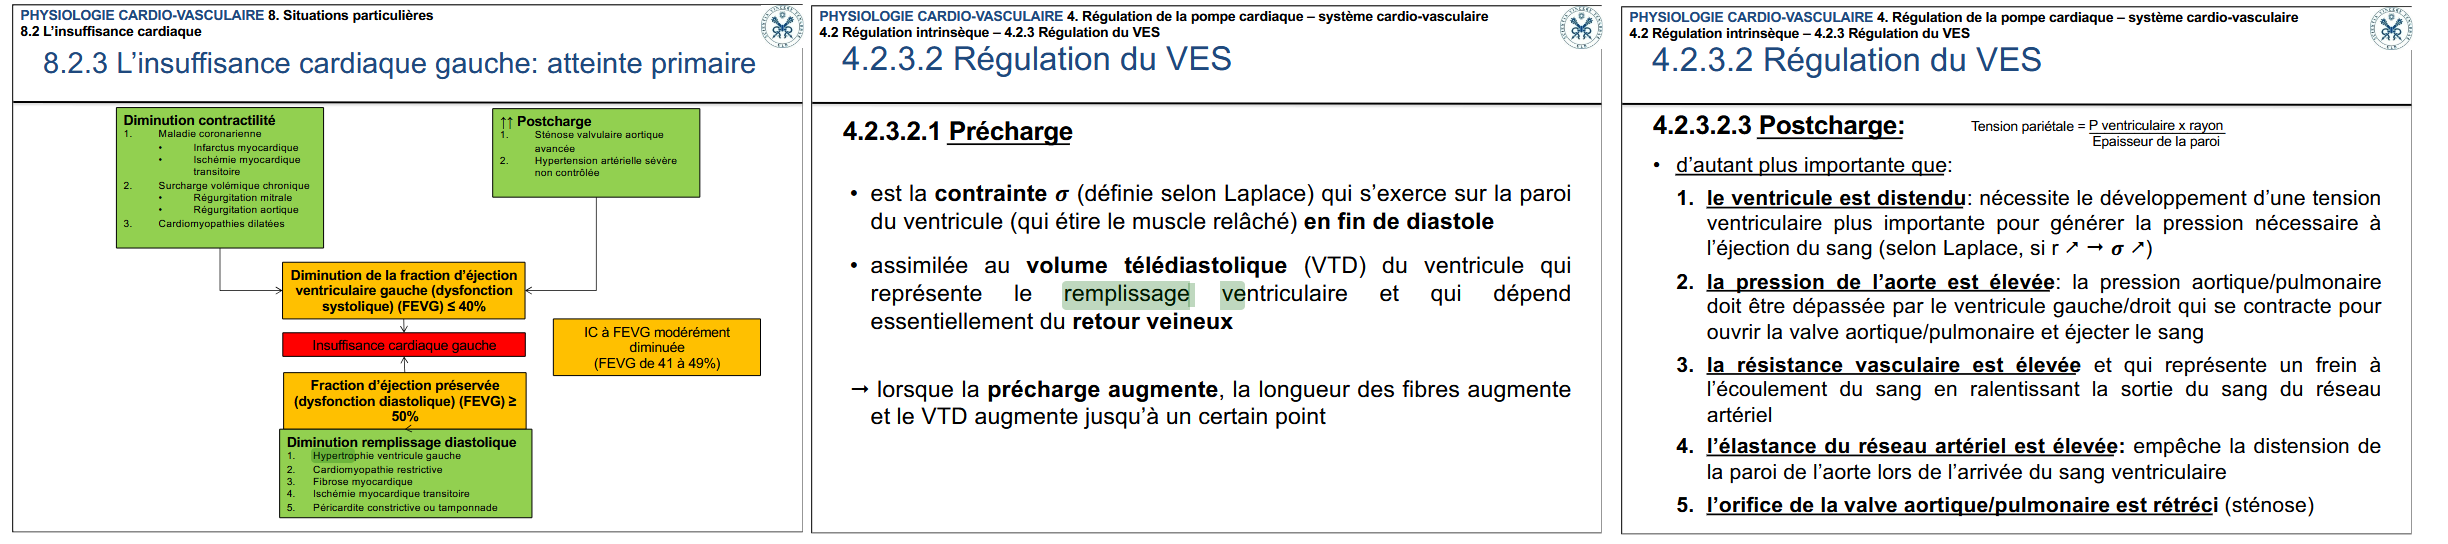 PHYSIOLOGIE CARDIO-VASCULAIRE 8. Situations particulières
8.2 L’insuffisance cardiaque
8.2.3 L’insuffisance cardiaque gauche: atteinte primaire
Diminution contractilité
1. Maladie coronarienne
• Infarctus myocardique
• Ischémie myocardique
transitoire
2. Surcharge volémique chronique
• Régurgitation mitrale
• Régurgitation aortique
3. Cardiomyopathies dilatées
↑↑ Postcharge
1. Sténose valvulaire aortique
avancée
2. Hypertension artérielle sévère
non contrôlée
Diminution de la fraction d’éjection
ventriculaire gauche (dysfonction
systolique) (FEVG) ≤ 40%
Insuffisance cardiaque gauche
IC à FEVG modérément
diminuée
(FEVG de 41 à 49%)
Fraction d’éjection préservée
(dysfonction diastolique) (FEVG) ≥
50%
Diminution remplissage diastolique
1. Hypertrophie ventricule gauche
2. Cardiomyopathie restrictive
3. Fibrose myocardique
4. Ischémie myocardique transitoire
5. Péricardite constrictive ou tamponnade
PHYSIOLOGIE CARDIO-VASCULAIRE 4. Régulation de la pompe cardiaque – système cardio-vasculaire
4.2 Régulation intrinsèque – 4.2.3 Régulation du VES
4.2.3.2 Régulation du VES
4.2.3.2.1 Précharge
• est la contrainte σ (définie selon Laplace) qui s’exerce sur la paroi
du ventricule (qui étire le muscle relâché) en fin de diastole
• assimilée au volume télédiastolique (VTD) du ventricule qui
représente le remplissage ventriculaire et qui dépend
essentiellement du retour veineux
→ lorsque la précharge augmente, la longueur des fibres augmente
et le VTD augmente jusqu’à un certain point
PHYSIOLOGIE CARDIO-VASCULAIRE 4. Régulation de la pompe cardiaque – système cardio-vasculaire
4.2 Régulation intrinsèque – 4.2.3 Régulation du VES
4.2.3.2 Régulation du VES
4.2.3.2.3 Postcharge:
Tension pariétale = P ventriculaire x rayon
Epaisseur de la paroi
• d’autant plus importante que:
1. le ventricule est distendu: nécessite le développement d’une tension
ventriculaire plus importante pour générer la pression nécessaire à
l’éjection du sang (selon Laplace, si r ↗ → σ ↗)
2. la pression de l’aorte est élevée: la pression aortique/pulmonaire
doit être dépassée par le ventricule gauche/droit qui se contracte pour
ouvrir la valve aortique/pulmonaire et éjecter le sang
3. la résistance vasculaire est élevée et qui représente un frein à
l’écoulement du sang en ralentissant la sortie du sang du réseau
artériel
4. l’élastance du réseau artériel est élevée: empêche la distension de
la paroi de l’aorte lors de l’arrivée du sang ventriculaire
5. l’orifice de la valve aortique/pulmonaire est rétréci (sténose)